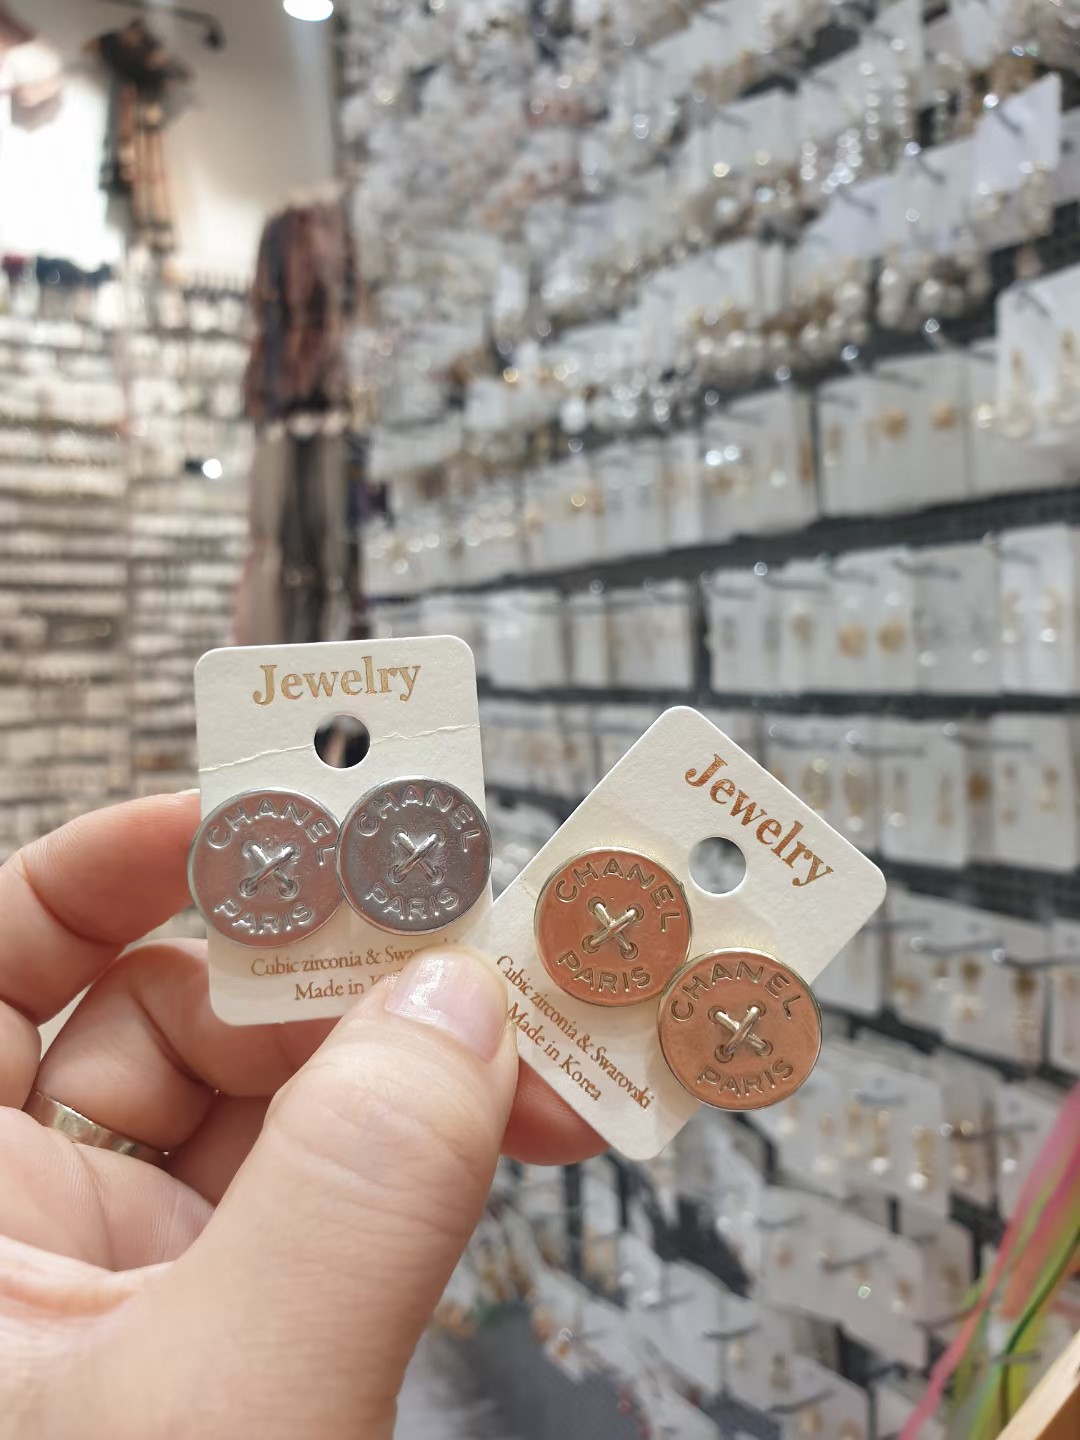 Jewelry
CHANEL
PARIS
CHANEL
PARIS
Cubic zirconia &
Made in
Jewelry
CHANEL
PARIS
CHANEL
PARIS
Cubic zirconia & Swarovski
Made in Korea